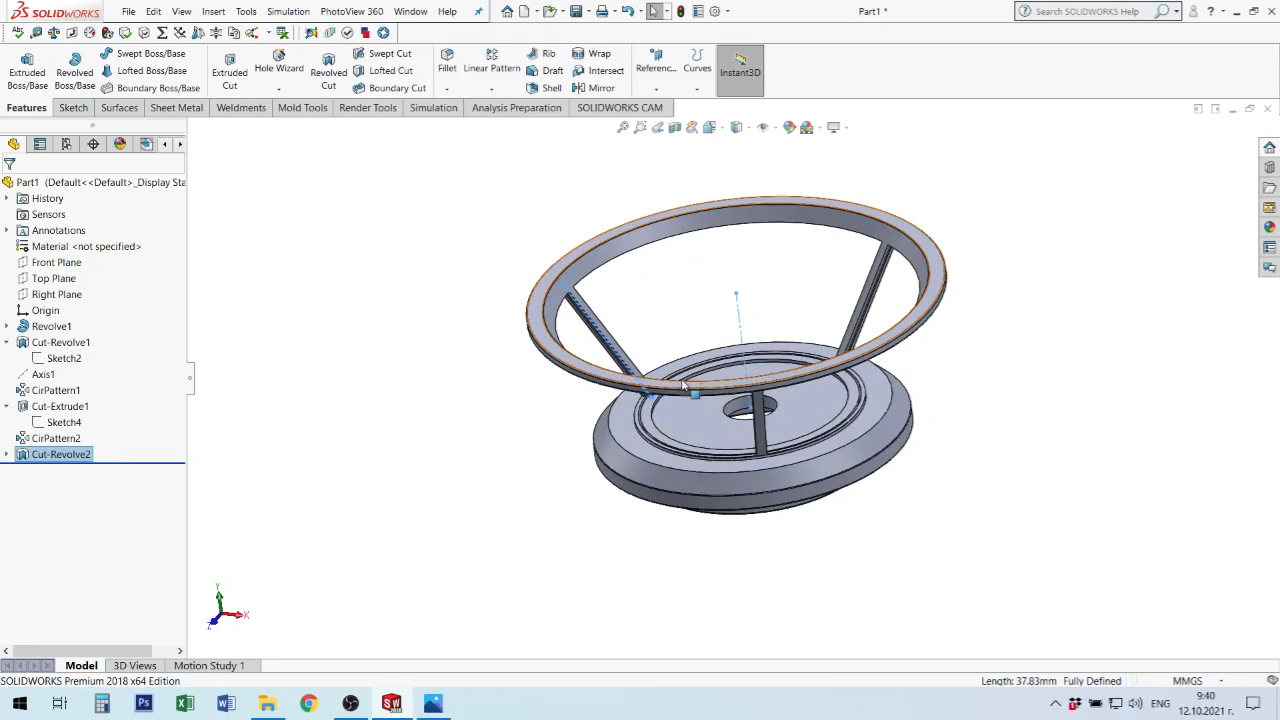 SOLIDWORKS File Edit View Insert Tools Simulation PhotoView 360 Window Help Part1 * Search SOLIDWORKS Help
Extruded Boss/Base
Revolved Boss/Base
Swept Boss/Base
Lofted Boss/Base
Boundary Boss/Base
Extruded Cut
Hole Wizard
Revolved Cut
Swept Cut
Lofted Cut
Boundary Cut
Fillet
Linear Pattern
Rib
Draft
Shell
Wrap
Intersect
Mirror
Referenc...
Curves
Instant3D
Features Sketch Surfaces Sheet Metal Weldments Mold Tools Render Tools Simulation Analysis Preparation SOLIDWORKS CAM
Part1 (Default<<Default>_Display Sta
History
Sensors
Annotations
Material <not specified>
Front Plane
Top Plane
Right Plane
Origin
Revolve1
Cut-Revolve1
Sketch2
Axis1
CirPattern1
Cut-Extrude1
Sketch4
CirPattern2
Cut-Revolve2
Y
X
Z
Model 3D Views Motion Study 1
SOLIDWORKS Premium 2018 x64 Edition Length: 37.83mm Fully Defined MMGS
ЕНГ 9:40
12.10.2021 г.